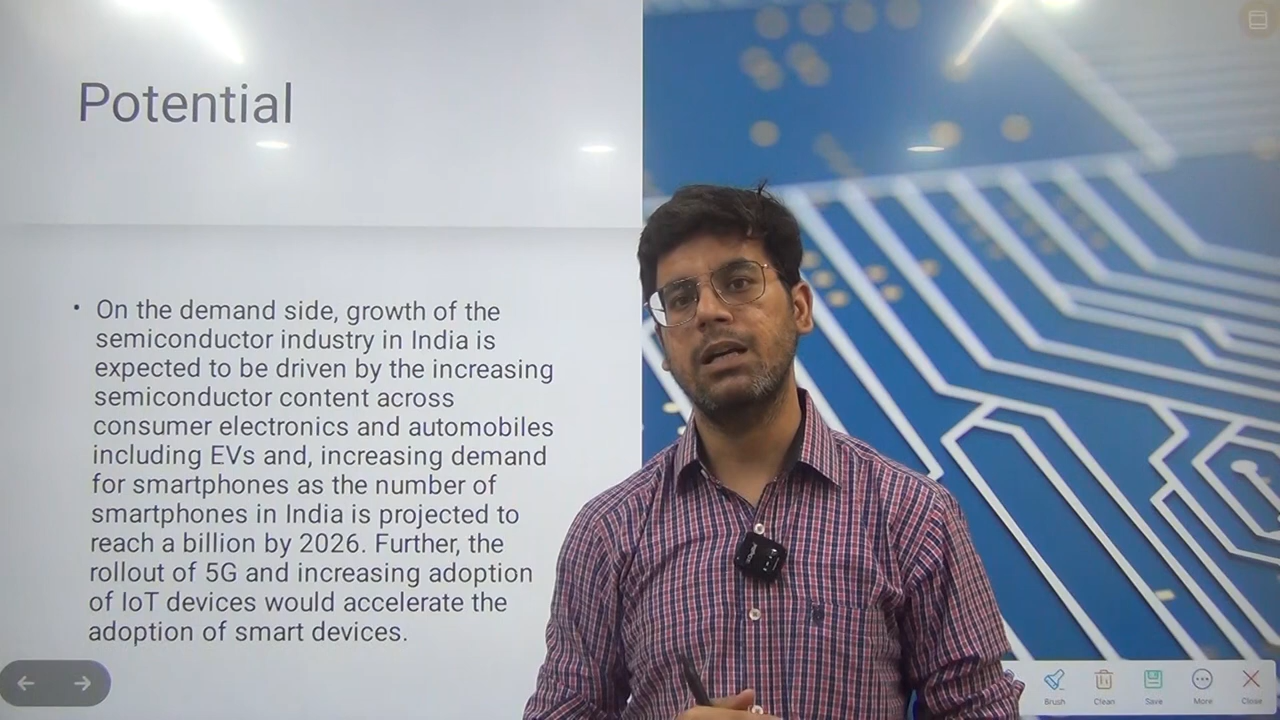 Potential
• On the demand side, growth of the
semiconductor industry in India is
expected to be driven by the increasing
semiconductor content across
consumer electronics and automobiles
including EVs and, increasing demand
for smartphones as the number of
smartphones in India is projected to
reach a billion by 2026. Further, the
rollout of 5G and increasing adoption
of IoT devices would accelerate the
adoption of smart devices.
Brush Clean Save More Close